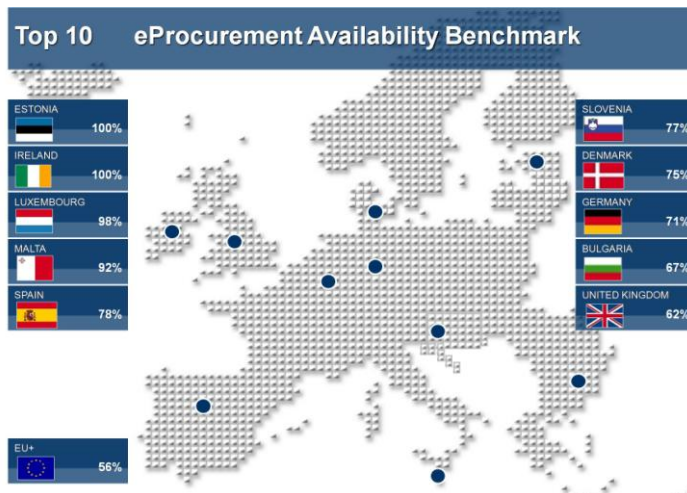 Top 10 eProcurement Availability Benchmark
ESTONIA
100%
IRELAND
100%
LUXEMBOURG
98%
MALTA
92%
SPAIN
78%
EU+
56%
SLOVENIA
77%
DENMARK
75%
GERMANY
71%
BULGARIA
67%
UNITED KINGDOM
62%